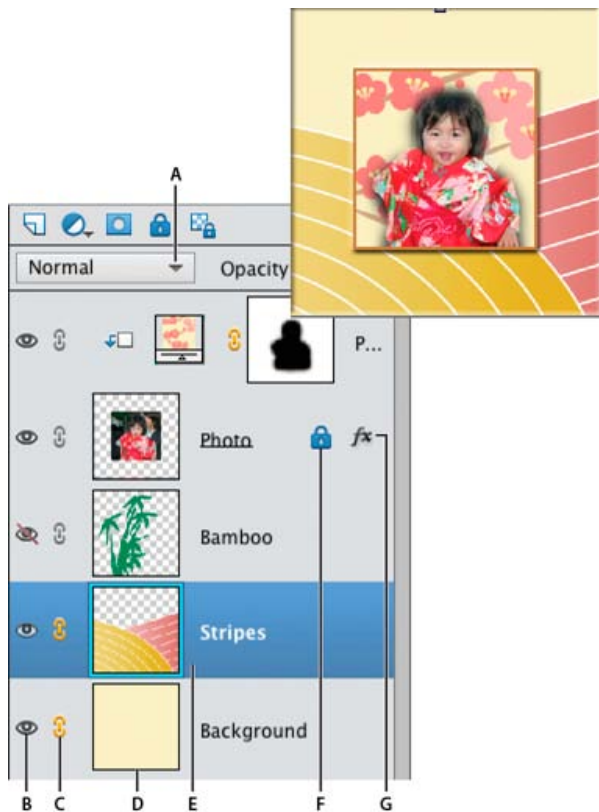 A
Normal
Opacity
P...
Photo
fx
Bamboo
Stripes
Background
B C D E F G